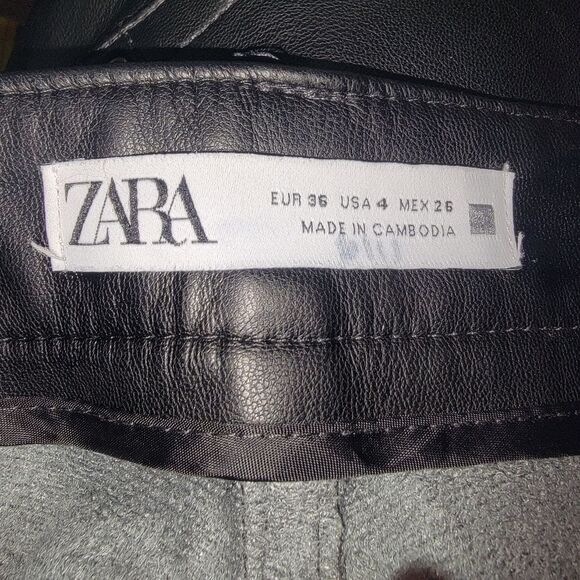 ZARA
EUR 36 USA 4 MEX 26
MADE IN CAMBODIA